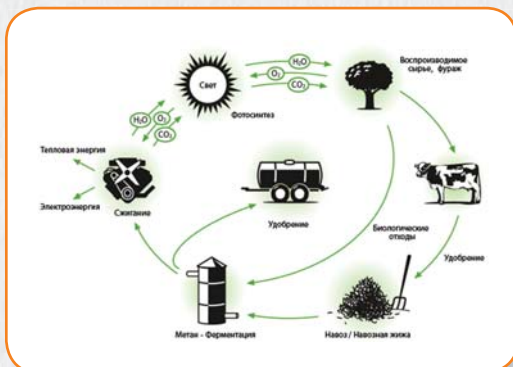 H₂O
O₂
CO₂
Свет
Фотосинтез
Воспроизводимое
сырье, фураж
H₂O
O₂
CO₂
Тепловая энергия
Электроэнергия
Сжигание
Удобрение
Биологические
отходы
Удобрение
Метан - Ферментация
Навоз / Навозная жижа